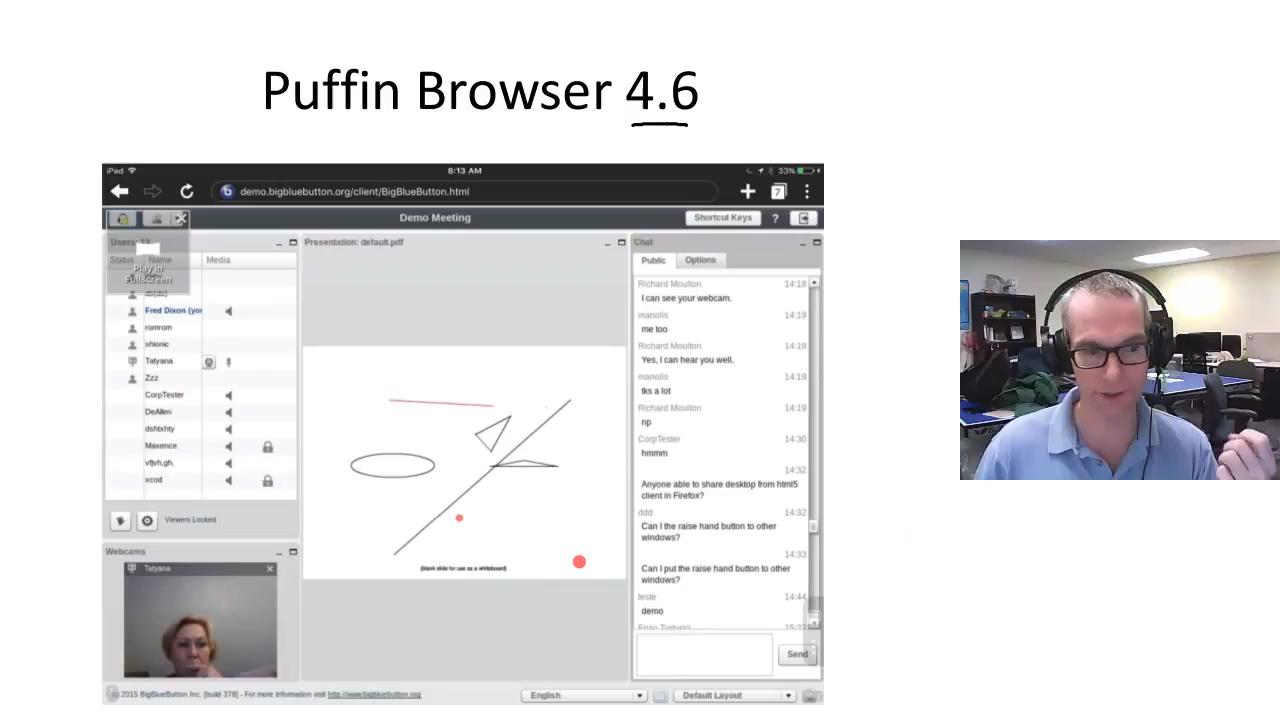 Puffin Browser 4.6
iPad
8:13 AM
33%
demo.bigbluebutton.org/client/BigBlueButton.html
7
Demo Meeting
Shortcut Keys
?
Users: 13
Status Name Media
Play in
Fullscreen
Fred Dixon (you
romrom
shionic
Tatyana
Zzz
CorpTester
DeAllen
dshtxhty
Maxence
vfjvh,gh,
xcod
Viewers Locked
Webcams
Tatyana
Presentation: default.pdf
(blank slide for use as a whiteboard)
Chat
Public Options
Richard Moulton 14:18
I can see your webcam.
manolis 14:19
me too
Richard Moulton 14:19
Yes, I can hear you well.
manolis 14:19
tks a lot
Richard Moulton 14:19
np
CorpTester 14:30
hmmm
14:32
Anyone able to share desktop from html5
client in Firefox?
ddd 14:32
Can I the raise hand button to other
windows?
14:33
Can I put the raise hand button to other
windows?
teste 14:44
demo
Send
(c) 2015 BigBlueButton Inc. [build 378] - For more information visit http://www.bigbluebutton.org
English
Default Layout